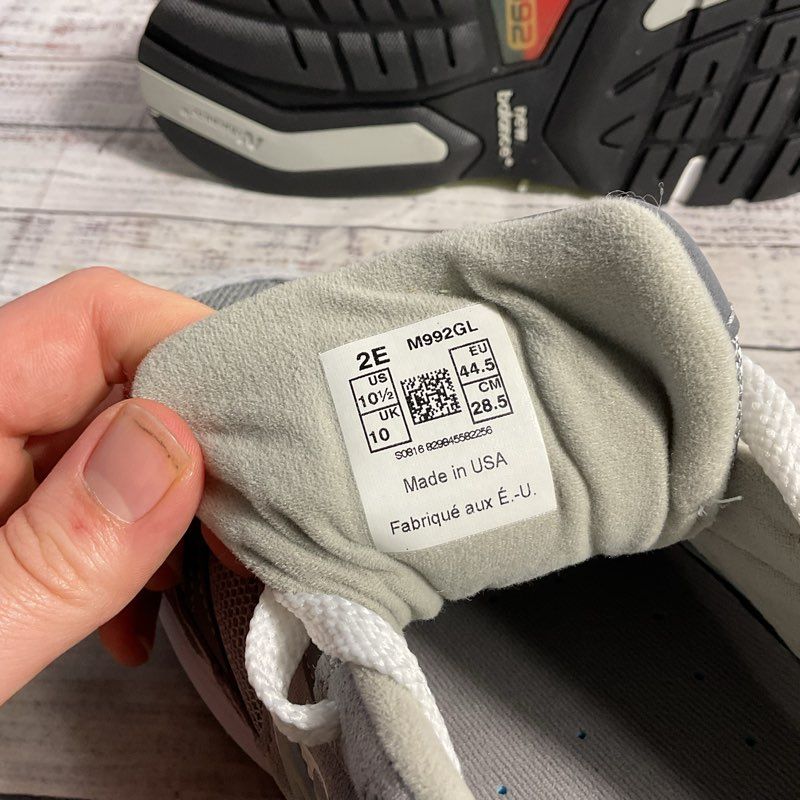 992
new
balance
2E M992GL
US
10½
UK
10
EU
44.5
CM
28.5
S0816 829845582256
Made in USA
Fabriqué aux É.-U.